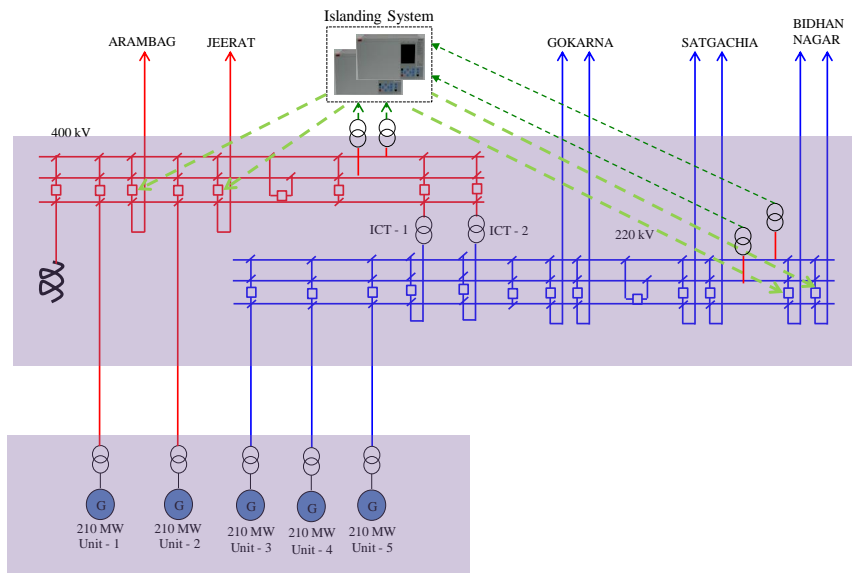 Islanding System
ARAMBAG
JEERAT
GOKARNA
SATGACHIA
BIDHAN
NAGAR
400 kV
ICT - 1
ICT - 2
220 kV
G
G
G
G
G
210 MW
Unit - 1
210 MW
Unit - 2
210 MW
Unit - 3
210 MW
Unit - 4
210 MW
Unit - 5